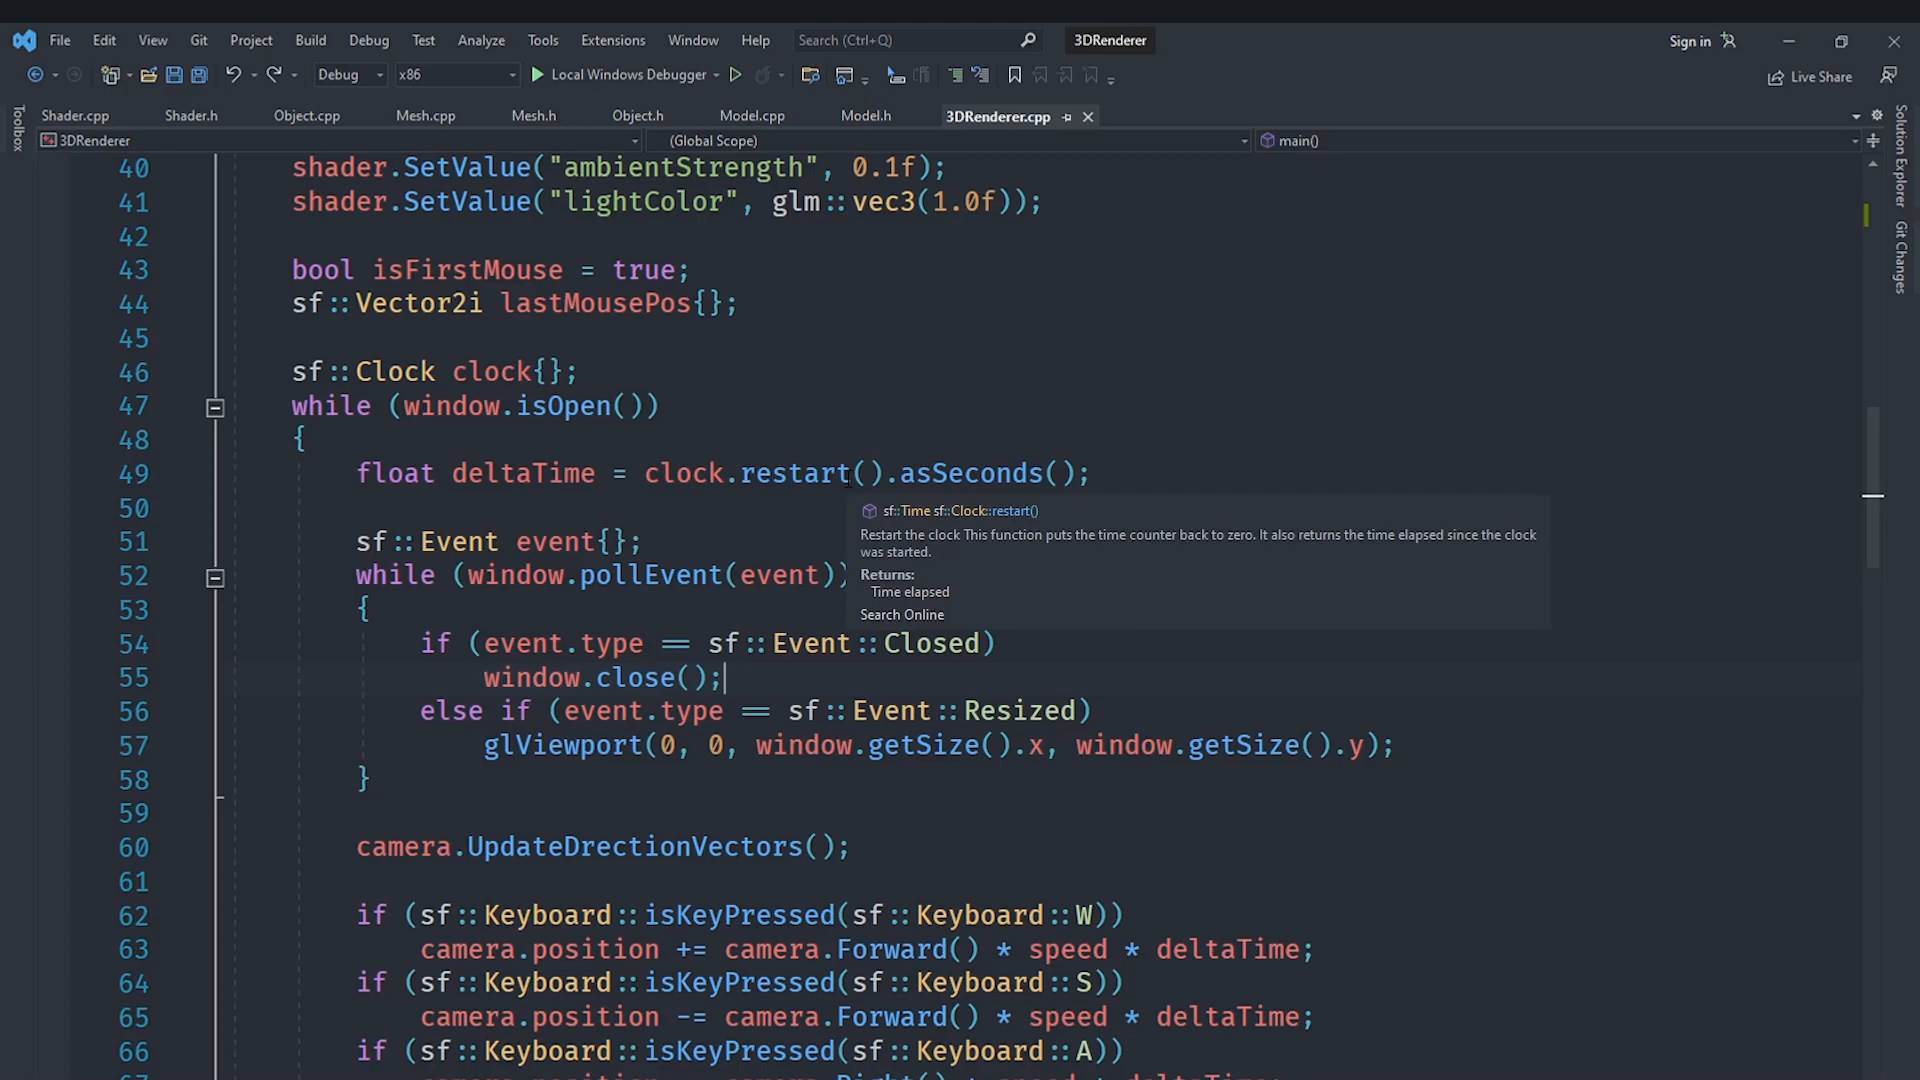 File Edit View Git Project Build Debug Test Analyze Tools Extensions Window Help Search (Ctrl+Q) 3DRenderer Sign in
Debug x86 Local Windows Debugger Live Share
Toolbox
Shader.cpp Shader.h Object.cpp Mesh.cpp Mesh.h Object.h Model.cpp Model.h 3DRenderer.cpp
3DRenderer (Global Scope) main()
Solution Explorer
Git Changes
40 shader.SetValue("ambientStrength", 0.1f);
41 shader.SetValue("lightColor", glm::vec3(1.0f));
42
43 bool isFirstMouse = true;
44 sf::Vector2i lastMousePos{};
45
46 sf::Clock clock{};
47 while (window.isOpen())
48 {
49 float deltaTime = clock.restart().asSeconds();
50
51 sf::Event event{};
52 while (window.pollEvent(event))
53 {
54 if (event.type == sf::Event::Closed)
55 window.close();
56 else if (event.type == sf::Event::Resized)
57 glViewport(0, 0, window.getSize().x, window.getSize().y);
58 }
59
60 camera.UpdateDirectionVectors();
61
62 if (sf::Keyboard::isKeyPressed(sf::Keyboard::W))
63 camera.position += camera.Forward() * speed * deltaTime;
64 if (sf::Keyboard::isKeyPressed(sf::Keyboard::S))
65 camera.position -= camera.Forward() * speed * deltaTime;
66 if (sf::Keyboard::isKeyPressed(sf::Keyboard::A))
sf::Time sf::Clock::restart()
Restart the clock This function puts the time counter back to zero. It also returns the time elapsed since the clock
was started.
Returns:
Time elapsed
Search Online